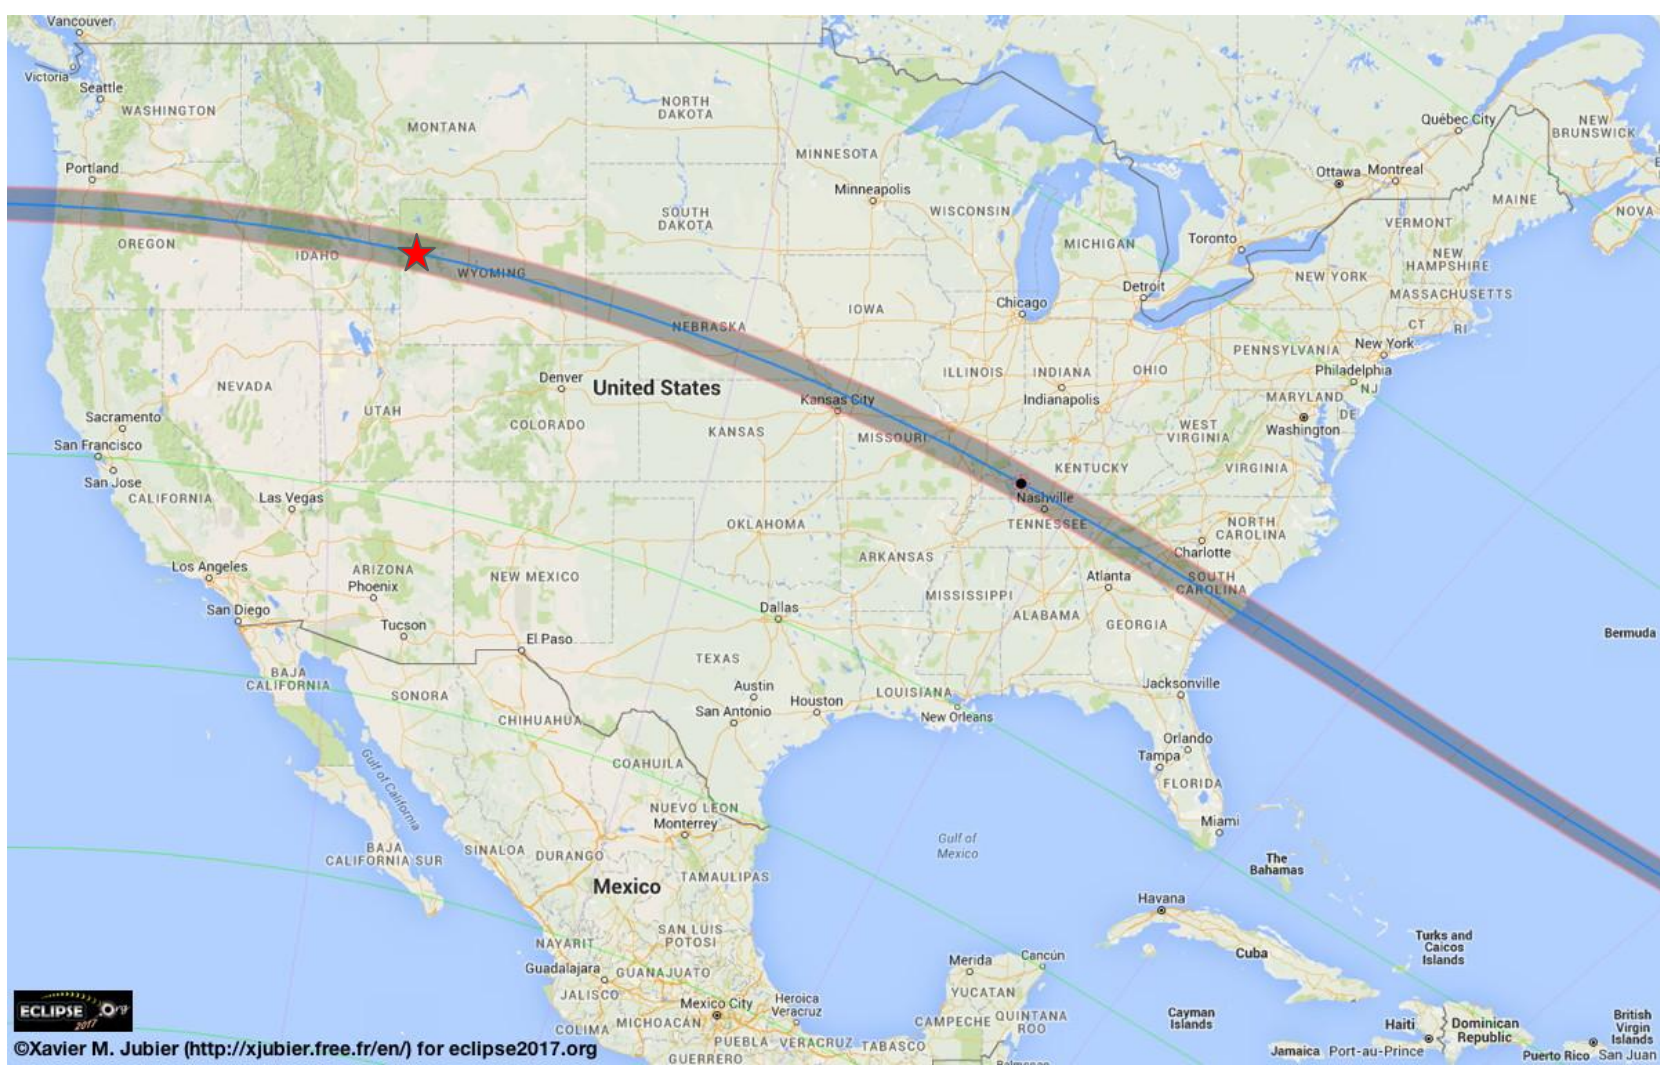 Vancouver
Victoria
Seattle
WASHINGTON
Portland
OREGON
IDAHO
MONTANA
WYOMING
NORTH
DAKOTA
SOUTH
DAKOTA
MINNESOTA
Minneapolis
WISCONSIN
MICHIGAN
Québec City
NEW
BRUNSWICK
Ottawa
Montreal
MAINE
NOVA
VERMONT
Toronto
NEW
HAMPSHIRE
NEW YORK
MASSACHUSETTS
CT
RI
Detroit
Chicago
IOWA
NEBRASKA
NEVADA
UTAH
Denver
United States
COLORADO
KANSAS
Kansas City
MISSOURI
ILLINOIS
INDIANA
Indianapolis
OHIO
PENNSYLVANIA
New York
Philadelphia
NJ
MARYLAND
DE
Washington
WEST
VIRGINIA
VIRGINIA
KENTUCKY
Sacramento
San Francisco
San Jose
CALIFORNIA
Las Vegas
Los Angeles
San Diego
ARIZONA
Phoenix
Tucson
NEW MEXICO
El Paso
OKLAHOMA
ARKANSAS
Nashville
TENNESSEE
NORTH
CAROLINA
Charlotte
SOUTH
CAROLINA
Atlanta
MISSISSIPPI
ALABAMA
GEORGIA
Dallas
TEXAS
Austin
San Antonio
Houston
LOUISIANA
New Orleans
Jacksonville
Orlando
Tampa
FLORIDA
Miami
Bermuda
BAJA
CALIFORNIA
SONORA
CHIHUAHUA
COAHUILA
Gulf of California
NUEVO LEON
Monterrey
BAJA
CALIFORNIA SUR
SINALOA
DURANGO
Mexico
TAMAULIPAS
Gulf of
Mexico
The
Bahamas
Havana
Cuba
Turks and
Caicos
Islands
NAYARIT
SAN LUIS
POTOSI
Guadalajara
GUANAJUATO
JALISCO
Mexico City
Heroica
Veracruz
COLIMA
MICHOACÁN
PUEBLA
VERACRUZ
TABASCO
GUERRERO
Merida
Cancún
YUCATAN
CAMPECHE
QUINTANA
ROO
Belmopan
Cayman
Islands
Jamaica
Haiti
Port-au-Prince
Dominican
Republic
Puerto Rico
San Juan
British
Virgin
Islands
ECLIPSE
2017
.Org
©Xavier M. Jubier (http://xjubier.free.fr/en/) for eclipse2017.org